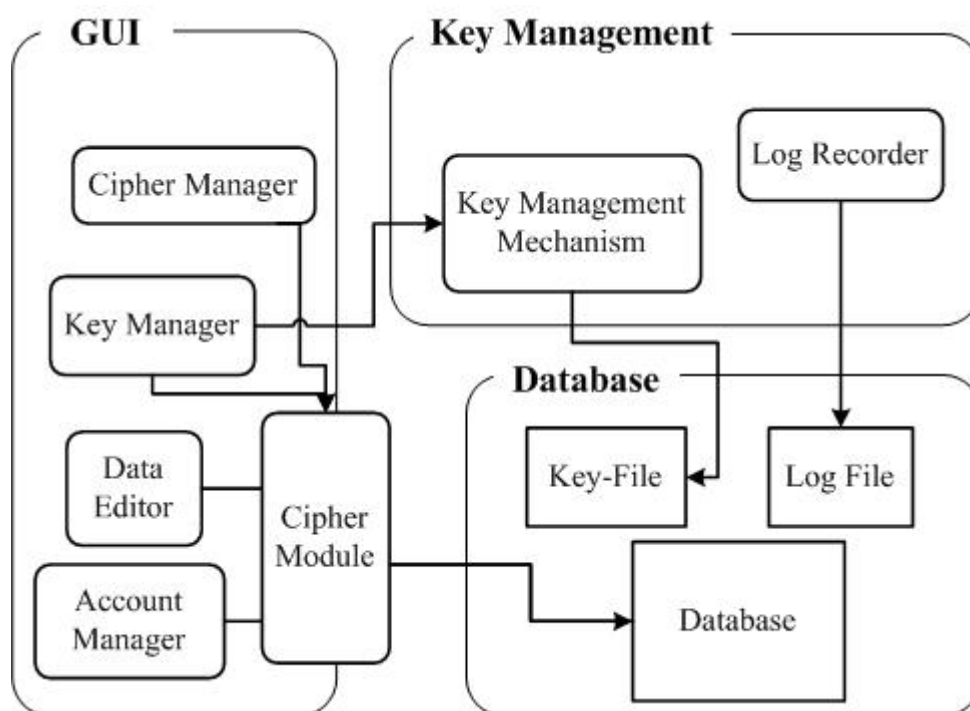 GUI
Key Management
Cipher Manager
Log Recorder
Key Management
Mechanism
Key Manager
Database
Data
Editor
Key-File
Log File
Cipher
Module
Account
Manager
Database